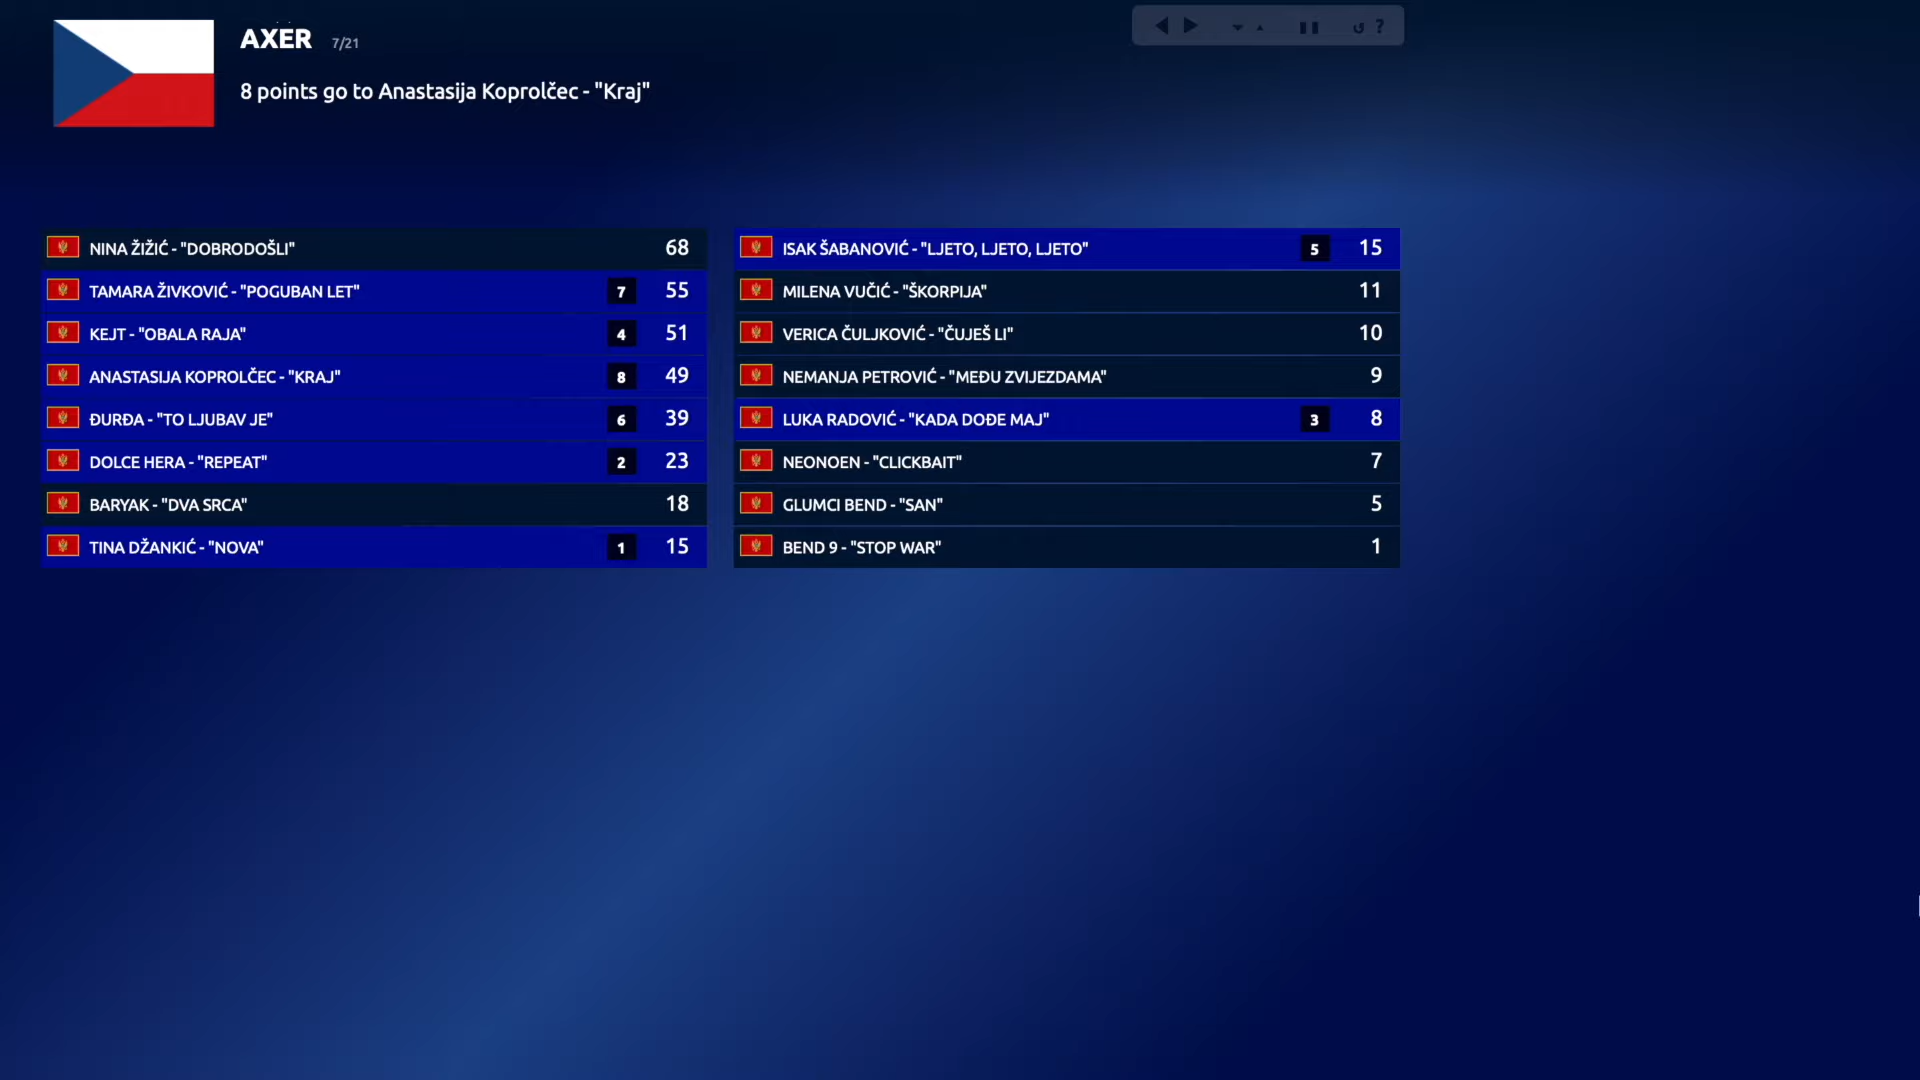 AXER 7/21
8 points go to Anastasija Koprolčec - "Kraj"
?
NINA ŽIŽIĆ - "DOBRODOŠLI" 68
TAMARA ŽIVKOVIĆ - "POGUBAN LET" 7 55
KEJT - "OBALA RAJA" 4 51
ANASTASIJA KOPROLČEC - "KRAJ" 8 49
ĐURĐA - "TO LJUBAV JE" 6 39
DOLCE HERA - "REPEAT" 2 23
BARYAK - "DVA SRCA" 18
TINA DŽANKIĆ - "NOVA" 1 15
ISAK ŠABANOVIĆ - "LJETO, LJETO, LJETO" 5 15
MILENA VUČIĆ - "ŠKORPIJA" 11
VERICA ČULJKOVIĆ - "ČUJEŠ LI" 10
NEMANJA PETROVIĆ - "MEĐU ZVIJEZDAMA" 9
LUKA RADOVIĆ - "KADA DOĐE MAJ" 3 8
NEONOEN - "CLICKBAIT" 7
GLUMCI BEND - "SAN" 5
BEND 9 - "STOP WAR" 1